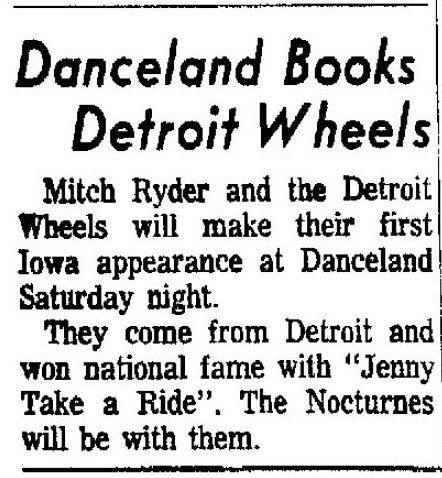 Danceland Books
Detroit Wheels
Mitch Ryder and the Detroit
Wheels will make their first
Iowa appearance at Danceland
Saturday night.
They come from Detroit and
won national fame with "Jenny
Take a Ride". The Nocturnes
will be with them.